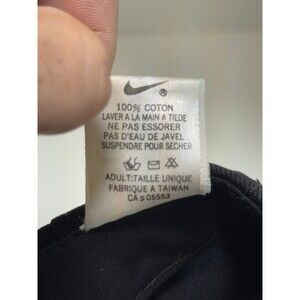 100% COTON
LAVER A LA MAIN A TIEDE
NE PAS ESSORER
PAS D'EAU DE JAVEL
SUSPENDRE POUR SECHER
ADULT:TAILLE UNIQUE
FABRIQUE A TAIWAN
CA 05553